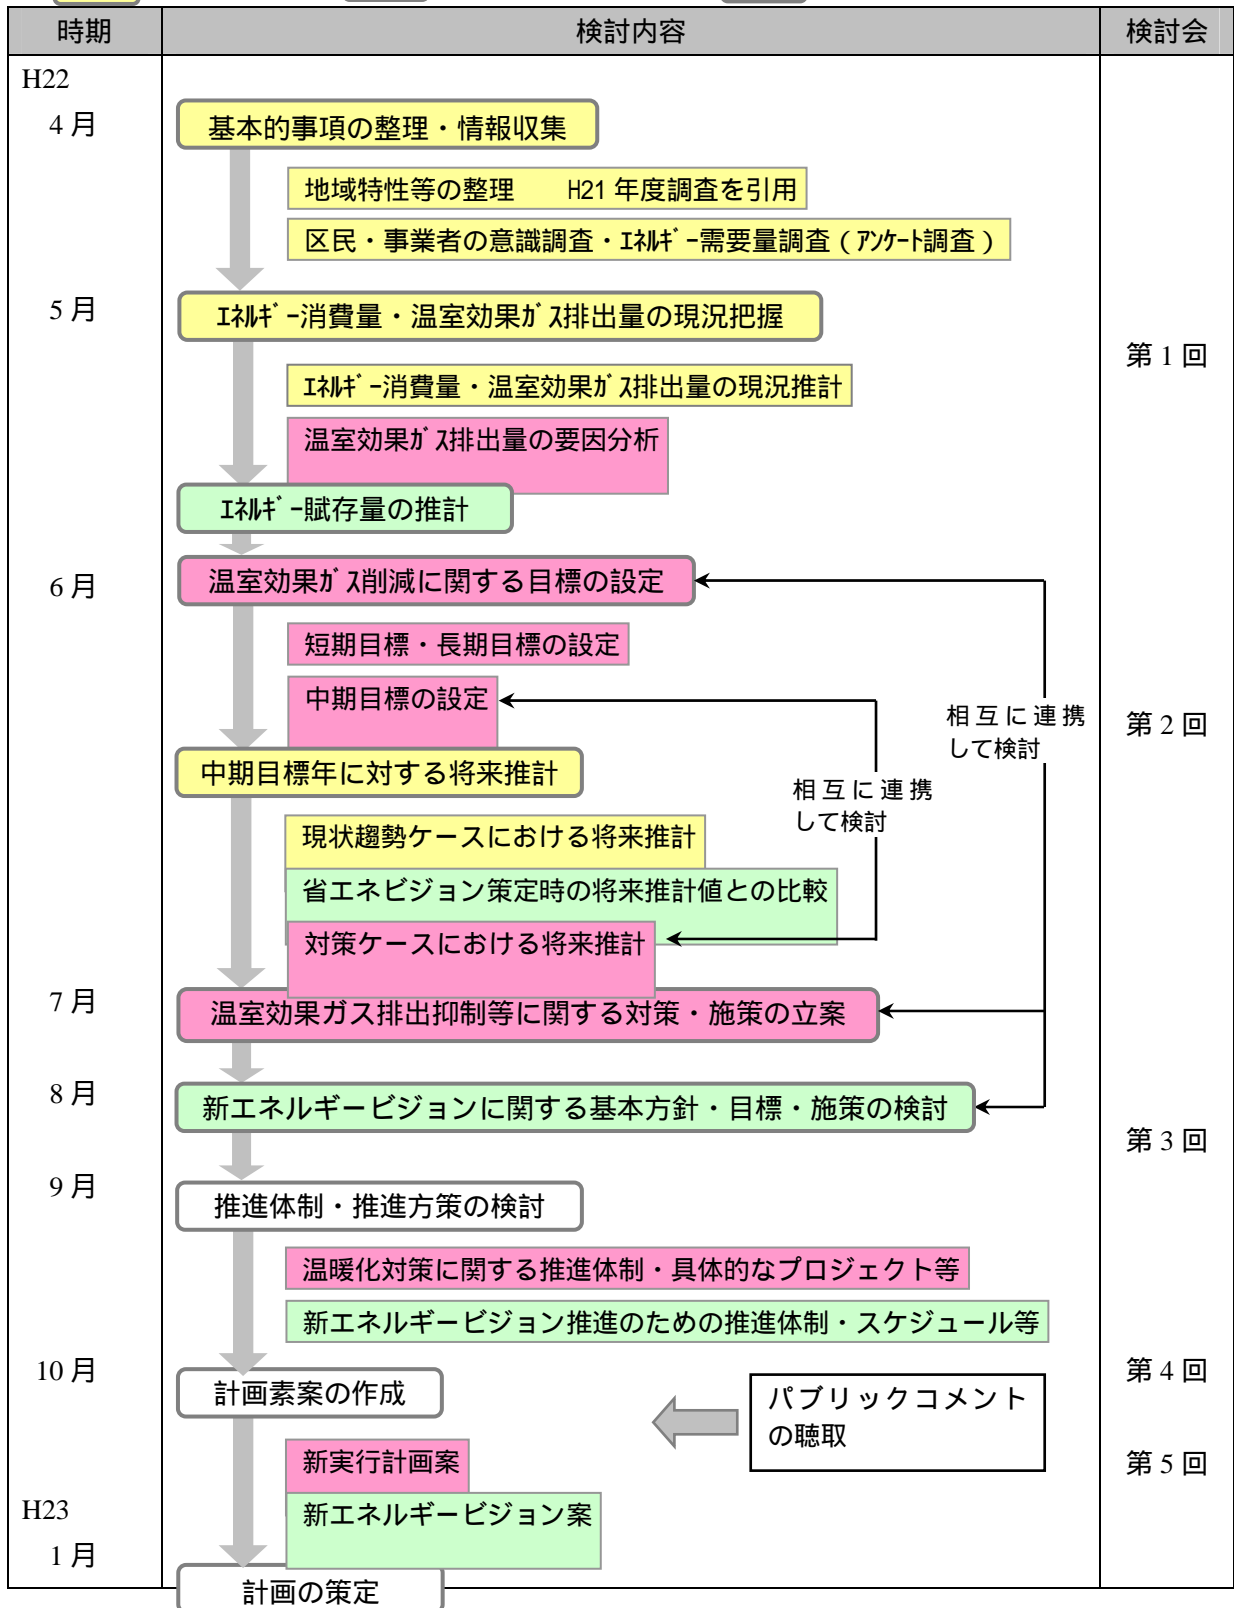 時期 検討内容 検討会
H22
4月 基本的事項の整理・情報収集
地域特性等の整理　　H21年度調査を引用
区民・事業者の意識調査・ｴﾈﾙｷﾞｰ需要量調査（ｱﾝｹｰﾄ調査）
5月 ｴﾈﾙｷﾞｰ消費量・温室効果ｶﾞｽ排出量の現況把握
第1回
ｴﾈﾙｷﾞｰ消費量・温室効果ｶﾞｽ排出量の現況推計
温室効果ｶﾞｽ排出量の要因分析
ｴﾈﾙｷﾞｰ賦存量の推計
6月 温室効果ｶﾞｽ削減に関する目標の設定
短期目標・長期目標の設定
中期目標の設定
相互に連携
して検討
第2回
中期目標年に対する将来推計
相互に連携
して検討
現状趨勢ケースにおける将来推計
省エネビジョン策定時の将来推計値との比較
対策ケースにおける将来推計
7月 温室効果ガス排出抑制等に関する対策・施策の立案
8月 新エネルギービジョンに関する基本方針・目標・施策の検討
第3回
9月 推進体制・推進方策の検討
温暖化対策に関する推進体制・具体的なプロジェクト等
新エネルギービジョン推進のための推進体制・スケジュール等
10月 計画素案の作成 第4回
パブリックコメント
の聴取
新実行計画案 第5回
H23
新エネルギービジョン案
1月
計画の策定